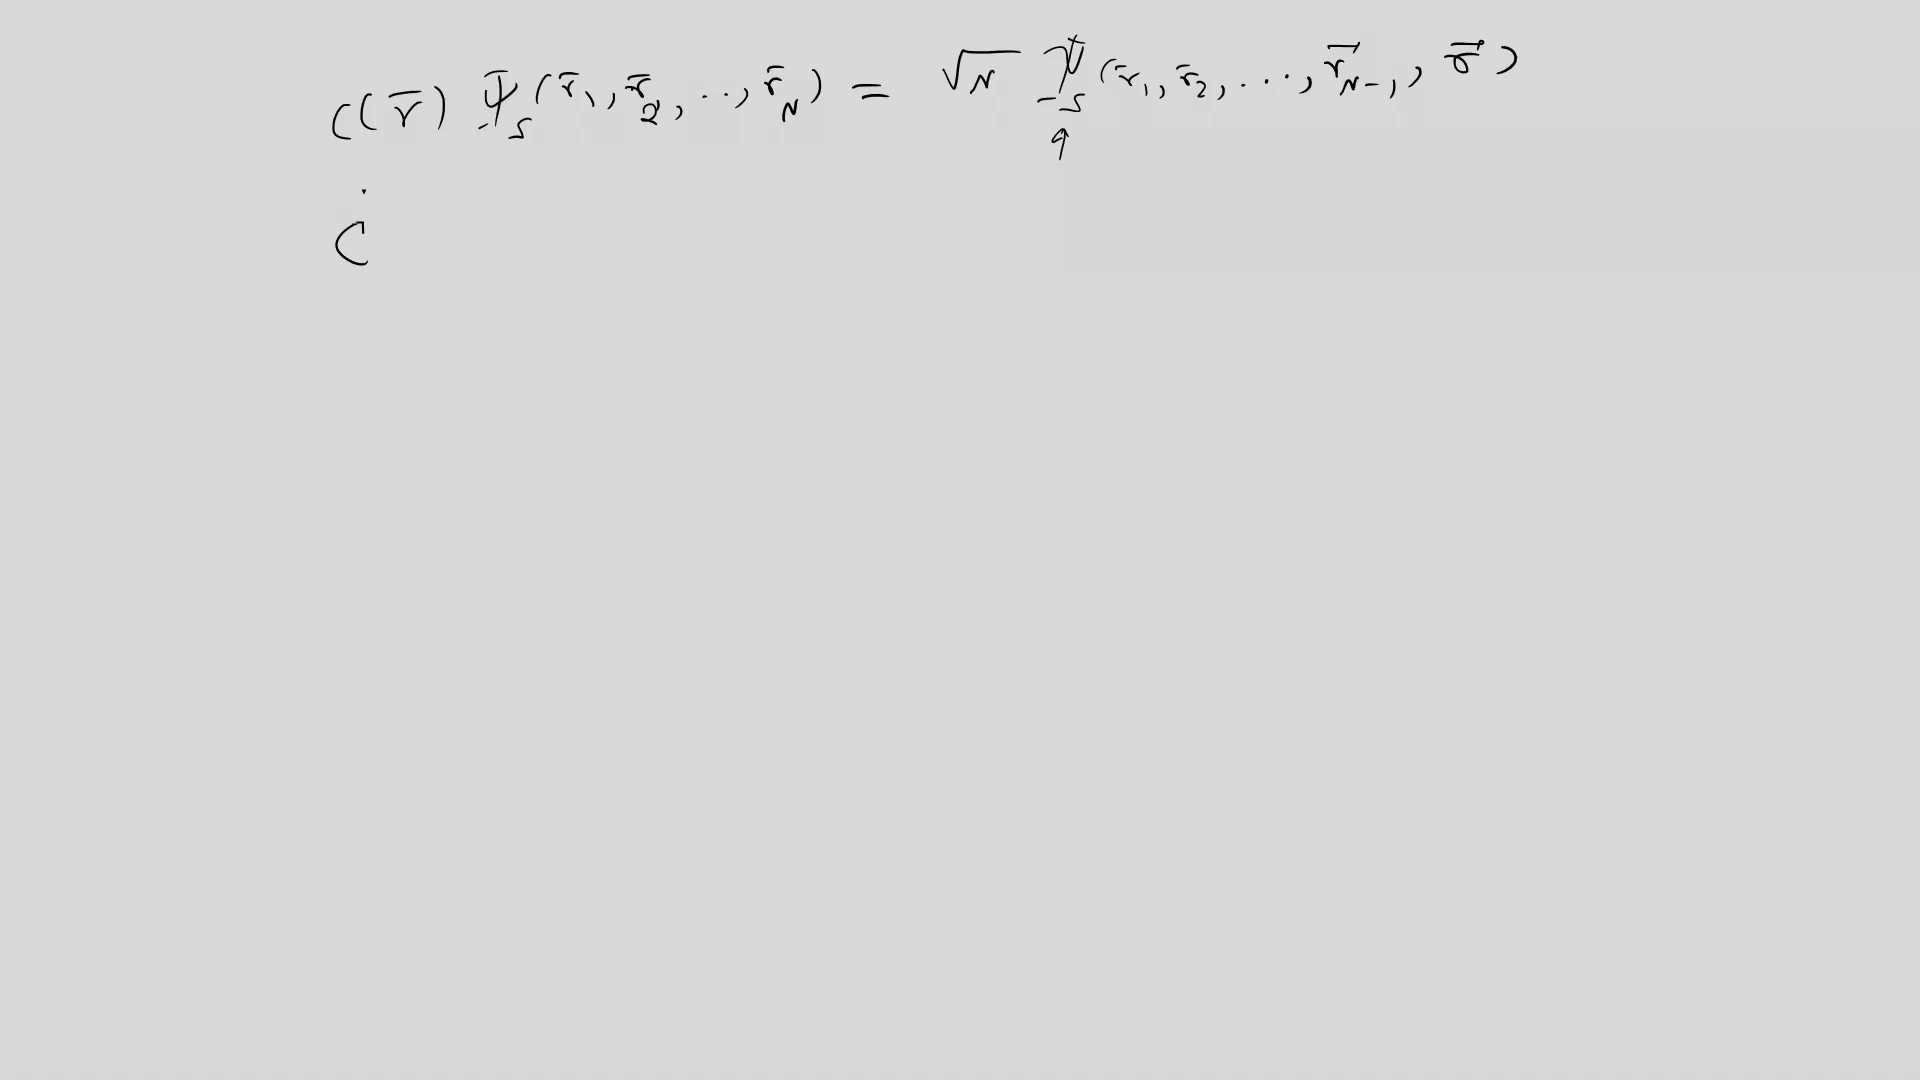 c(r̄) Ψ_s(r̄₁, r̄₂, .., r̄_N) = √N Ψ_s(r̄₁, r̄₂, ..., r⃗_{N-1}, r⃗)
c